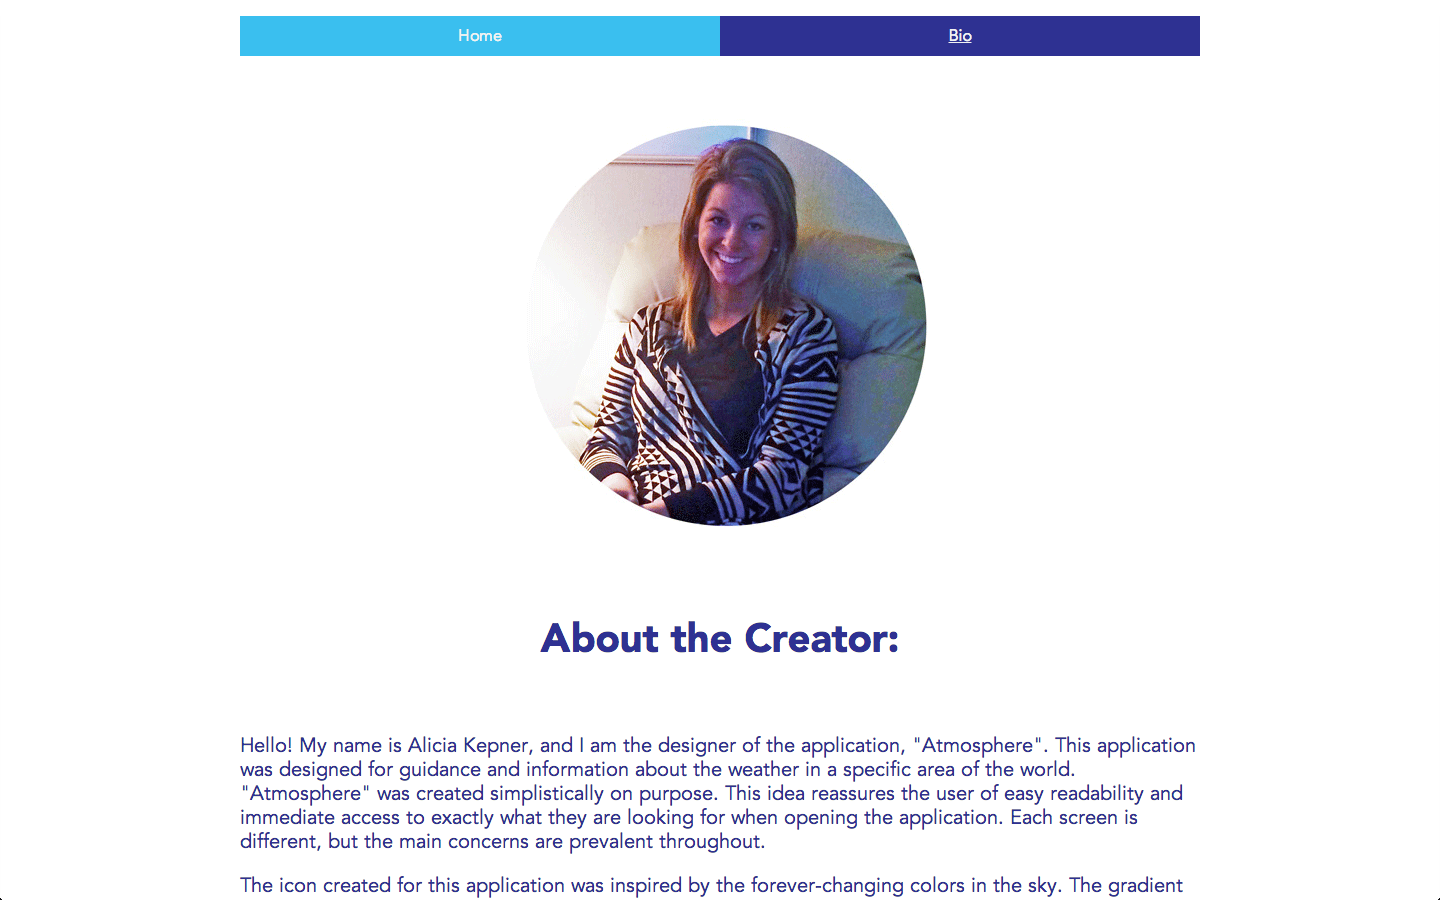 Home
Bio
About the Creator:
Hello! My name is Alicia Kepner, and I am the designer of the application, "Atmosphere". This application
was designed for guidance and information about the weather in a specific area of the world.
"Atmosphere" was created simplistically on purpose. This idea reassures the user of easy readability and
immediate access to exactly what they are looking for when opening the application. Each screen is
different, but the main concerns are prevalent throughout.
The icon created for this application was inspired by the forever-changing colors in the sky. The gradient